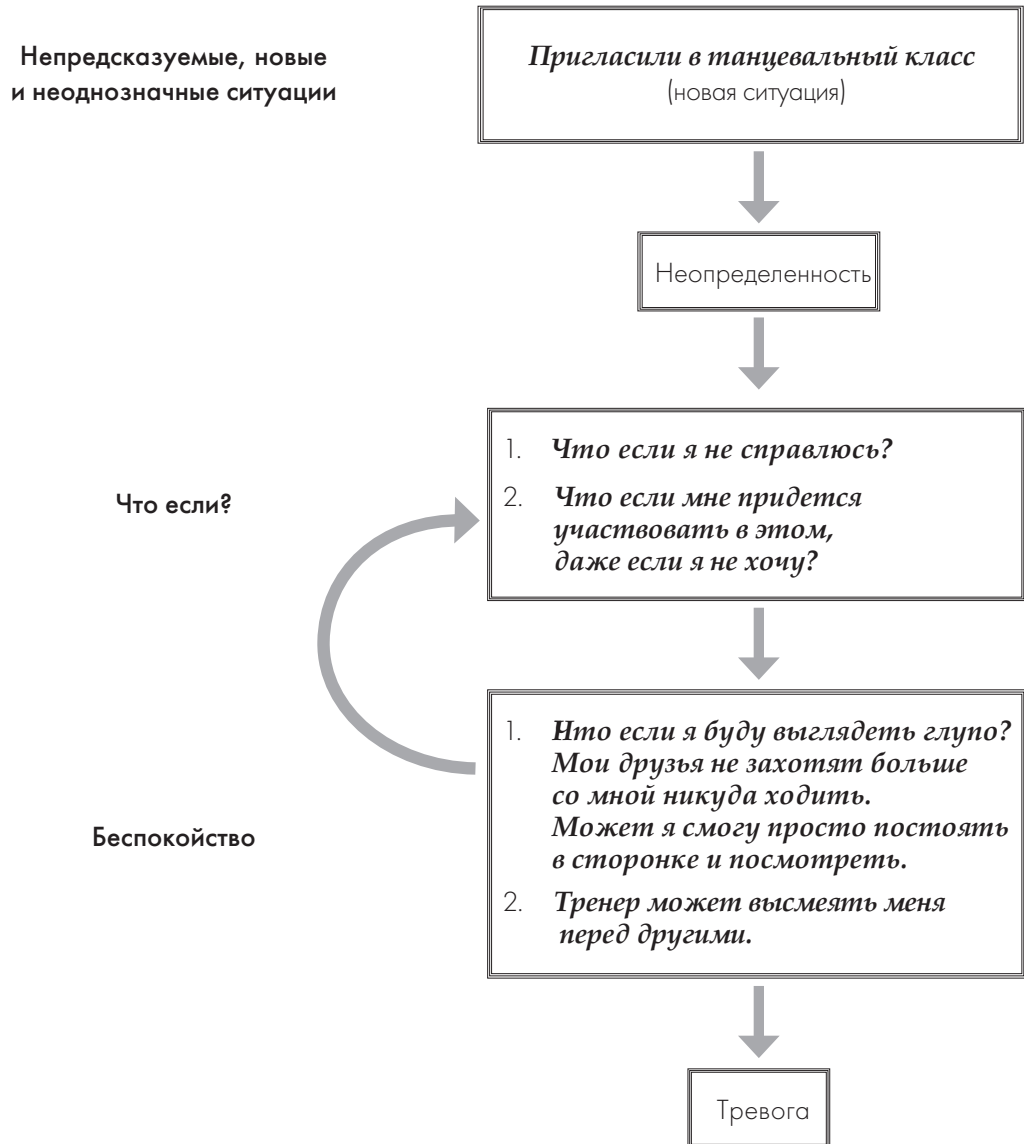 Непредсказуемые, новые
и неоднозначные ситуации
Пригласили в танцевальный класс
(новая ситуация)
Неопределенность
Что если?
1. Что если я не справлюсь?
2. Что если мне придется
участвовать в этом,
даже если я не хочу?
Беспокойство
1. Нто если я буду выглядеть глупо?
Мои друзья не захотят больше
со мной никуда ходить.
Может я смогу просто постоять
в сторонке и посмотреть.
2. Тренер может высмеять меня
перед другими.
Тревога